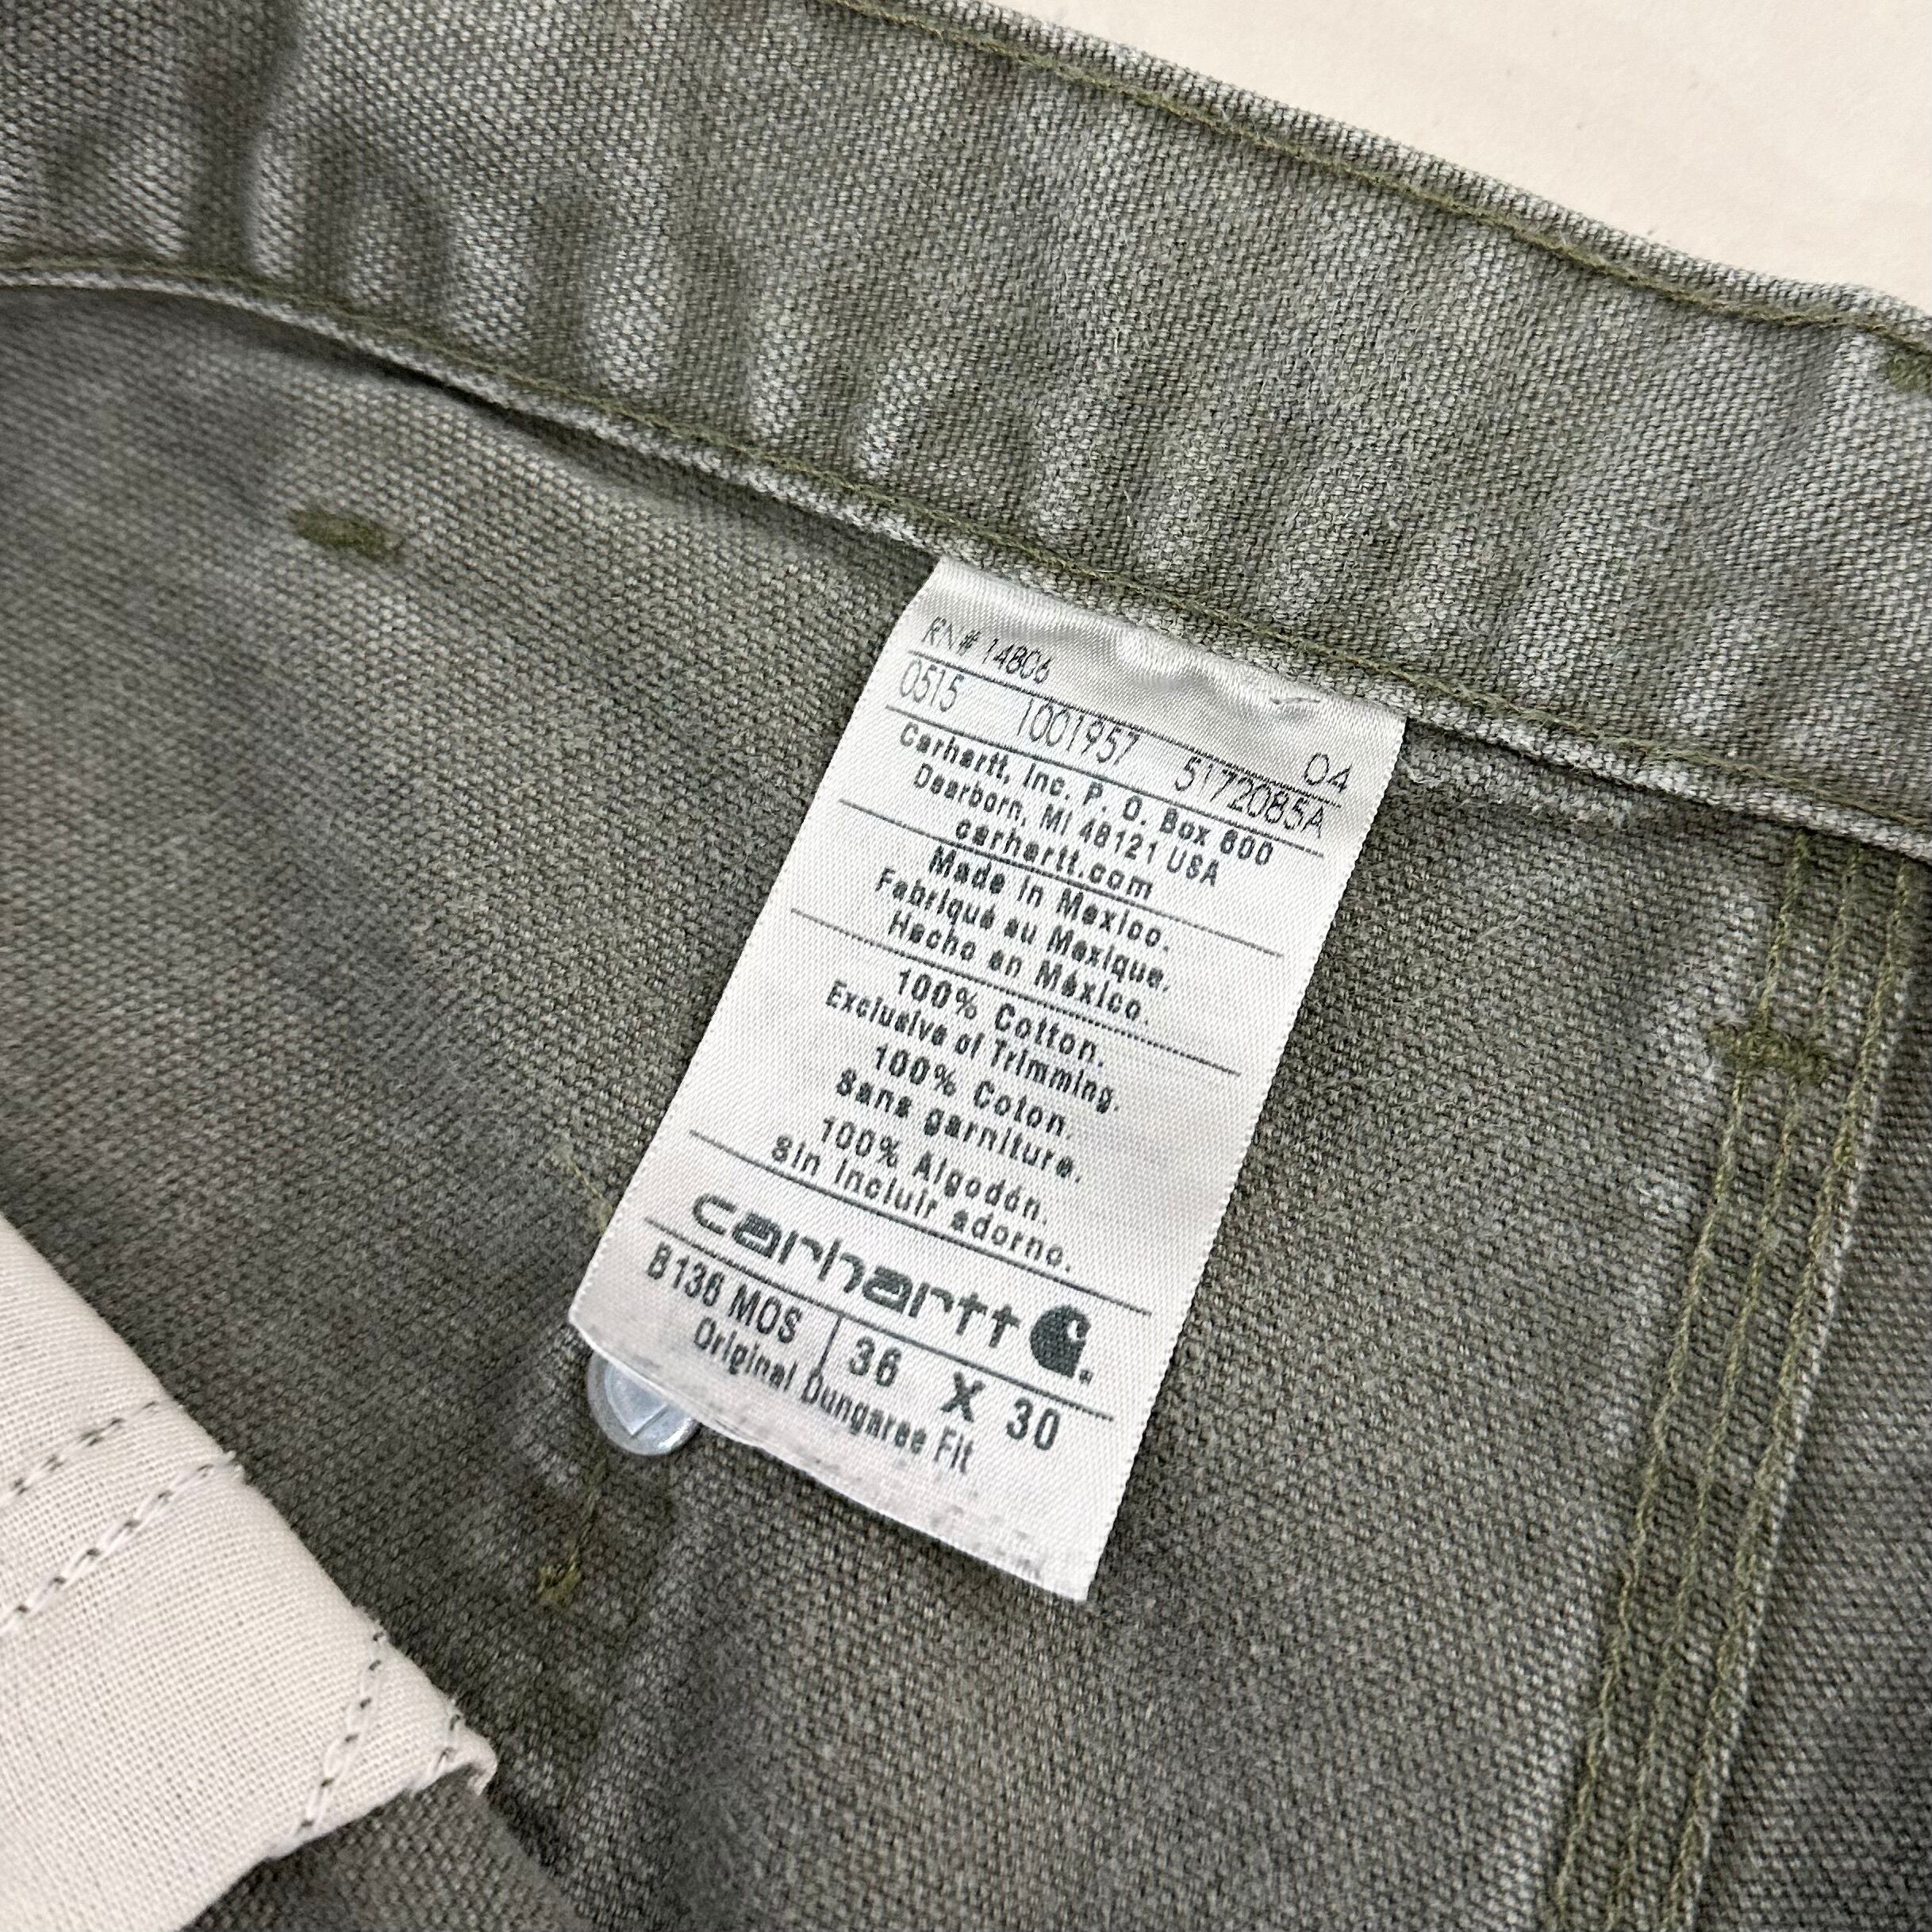 RN# 14806
04
0515 1001957 5172085A
Carhartt, Inc. P. O. Box 600
Dearborn, MI 48121 USA
carhartt.com
Made in Mexico.
Fabriqué au Mexique.
Hecho en México.
100% Cotton.
Exclusive of Trimming.
100% Coton.
Sans garniture.
100% Algodón.
Sin incluir adorno.
carhartt
B136 MOS 36 X 30
Original Dungaree Fit